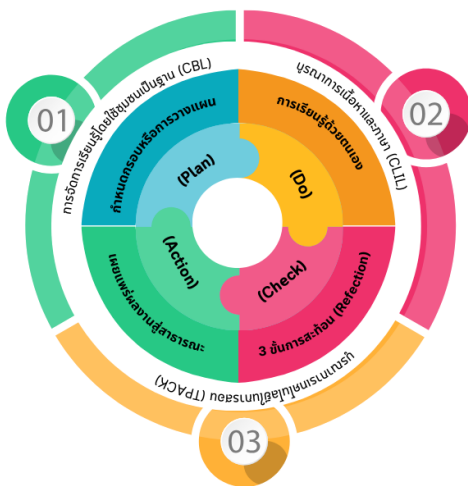 01
การจัดการเรียนรู้โดยใช้ชุมชนเป็นฐาน (CBL)
02
บูรณาการเนื้อหาและภาษา (CLIL)
03
บูรณาการเทคโนโลยีในการสอน (TPACK)
กำหนดกรอบหรือการวางแผน
(Plan)
การเรียนรู้ด้วยตนเอง
(Do)
3 ขั้นการสะท้อน (Refection)
(Check)
เผยแพร่ผลงานสู่สาธารณะ
(Action)